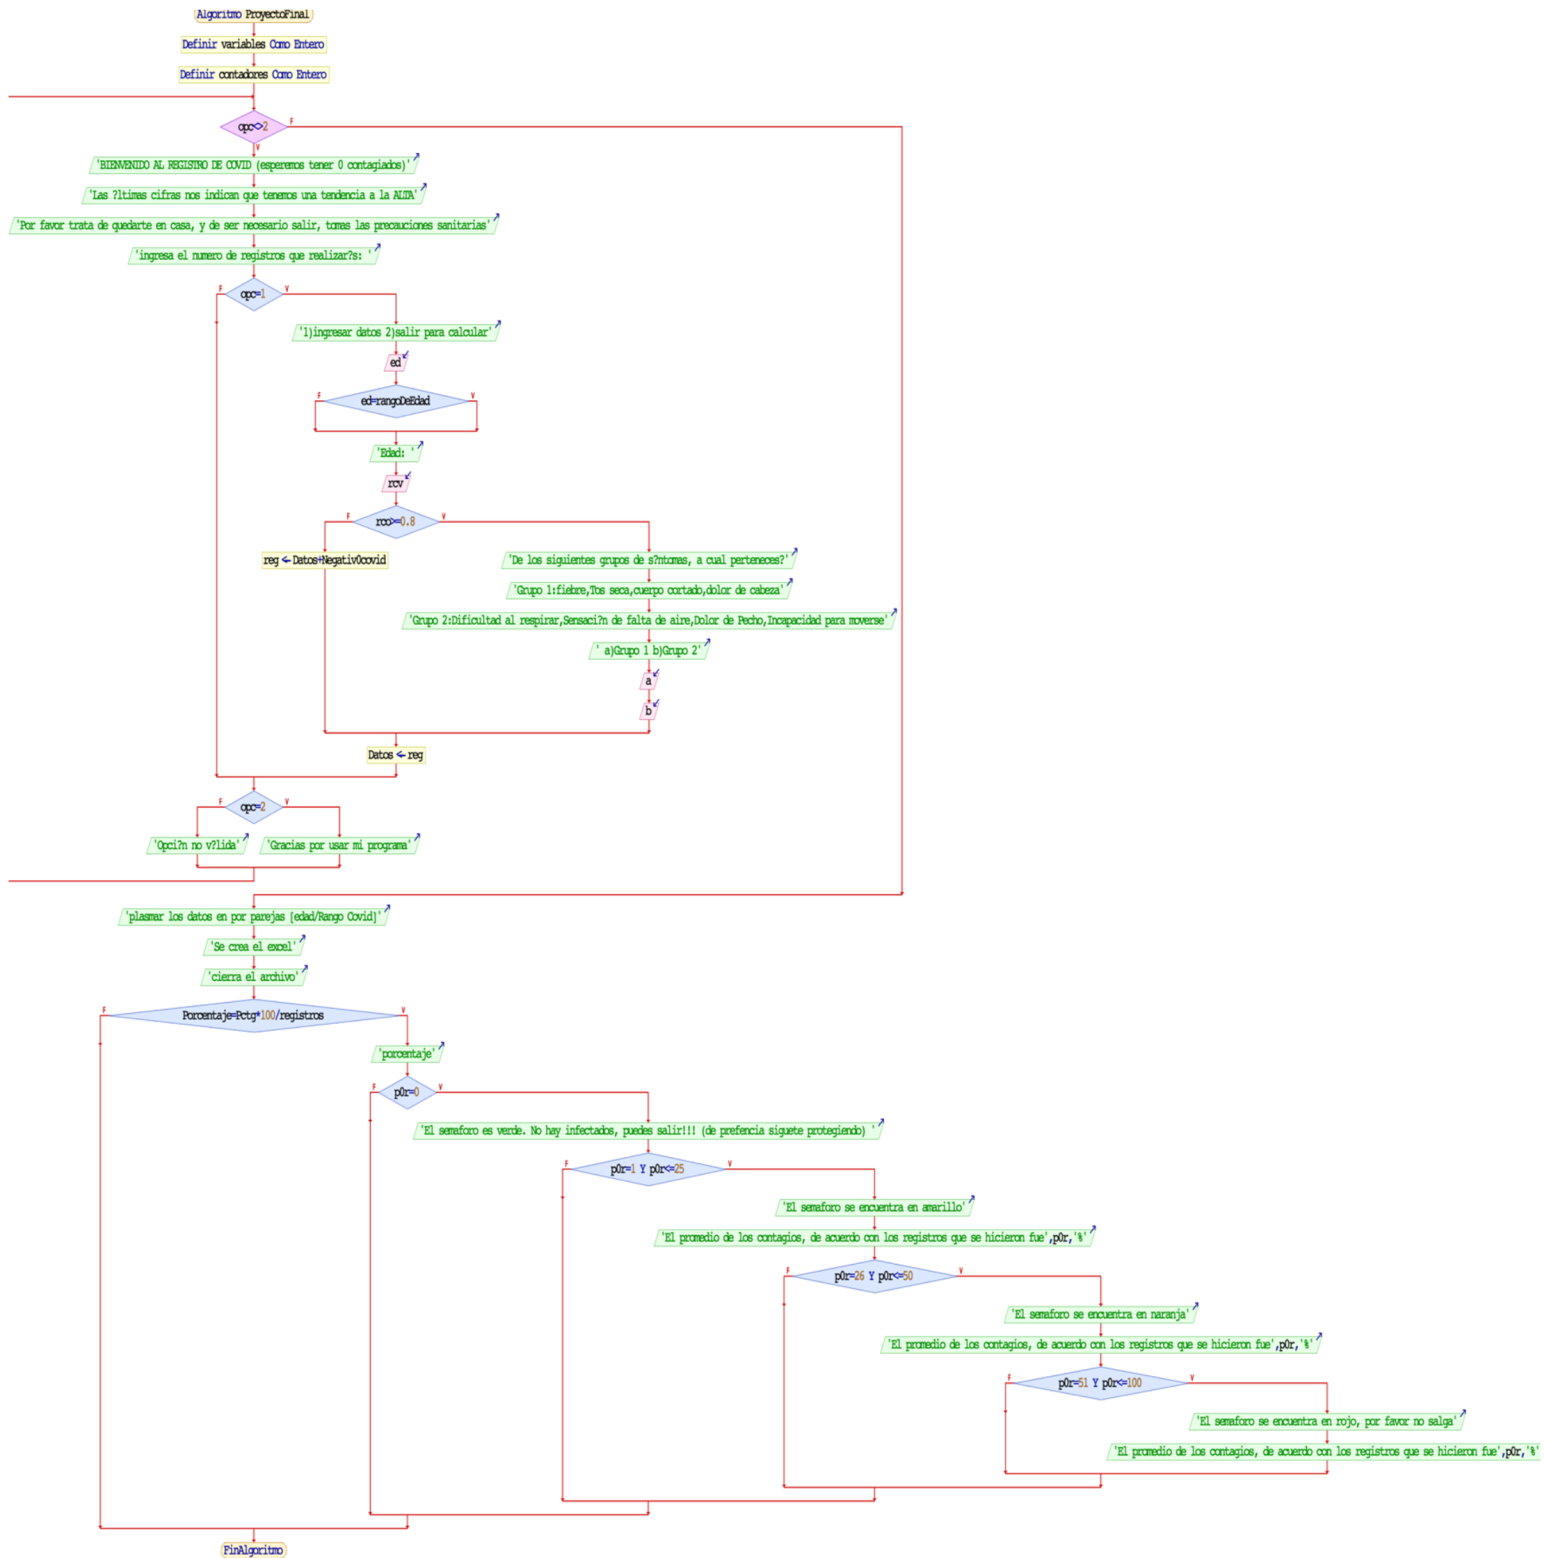 Algoritmo ProyectoFinal
Definir variables Como Entero
Definir contadores Como Entero
opc<>2
F
V
'BIENVENIDO AL REGISTRO DE COVID (esperemos tener 0 contagiados)'
'Las ?ltimas cifras nos indican que tenemos una tendencia a la ALTA'
'Por favor trata de quedarte en casa, y de ser necesario salir, tomas las precauciones sanitarias'
'ingresa el numero de registros que realizar?s: '
F
opc=1
V
'1)ingresar datos 2)salir para calcular'
ed
F
ed=rangoDeEdad
V
'Edad: '
rcv
F
rco>=0.8
V
reg <- Datos+Negativ0covid
'De los siguientes grupos de s?ntomas, a cual perteneces?'
'Grupo 1:fiebre,Tos seca,cuerpo cortado,dolor de cabeza'
'Grupo 2:Dificultad al respirar,Sensaci?n de falta de aire,Dolor de Pecho,Incapacidad para moverse'
' a)Grupo 1 b)Grupo 2'
a
b
Datos <- reg
F
opc=2
V
'Opci?n no v?lida'
'Gracias por usar mi programa'
'plasmar los datos en por parejas [edad/Rango Covid]'
'Se crea el excel'
'cierra el archivo'
F
Porcentaje=Pctg*100/registros
V
'porcentaje'
F
p0r=0
V
'El semaforo es verde. No hay infectados, puedes salir!!! (de prefencia siguete protegiendo) '
F
p0r=1 Y p0r<=25
V
'El semaforo se encuentra en amarillo'
'El promedio de los contagios, de acuerdo con los registros que se hicieron fue',p0r,'%'
F
p0r=26 Y p0r<=50
V
'El semaforo se encuentra en naranja'
'El promedio de los contagios, de acuerdo con los registros que se hicieron fue',p0r,'%'
F
p0r=51 Y p0r<=100
V
'El semaforo se encuentra en rojo, por favor no salga'
'El promedio de los contagios, de acuerdo con los registros que se hicieron fue',p0r,'%'
FinAlgoritmo